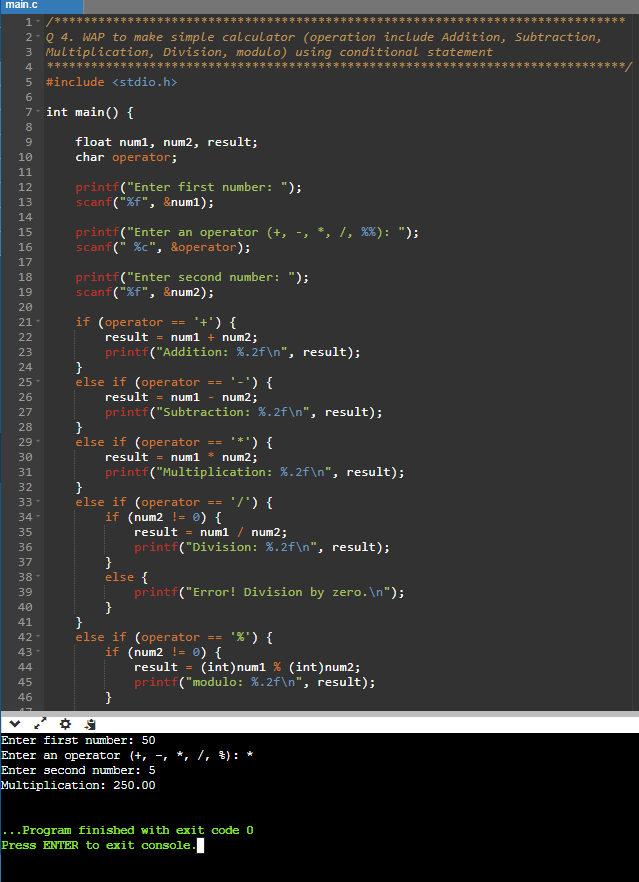 main.c
1 /******************************************************************************
2 Q 4. WAP to make simple calculator (operation include Addition, Subtraction,
3 Multiplication, Division, modulo) using conditional statement
4 *******************************************************************************/
5 #include <stdio.h>
6
7 int main() {
8
9     float num1, num2, result;
10     char operator;
11
12     printf("Enter first number: ");
13     scanf("%f", &num1);
14
15     printf("Enter an operator (+, -, *, /, %%): ");
16     scanf(" %c", &operator);
17
18     printf("Enter second number: ");
19     scanf("%f", &num2);
20
21     if (operator == '+') {
22         result = num1 + num2;
23         printf("Addition: %.2f\n", result);
24     }
25     else if (operator == '-') {
26         result = num1 - num2;
27         printf("Subtraction: %.2f\n", result);
28     }
29     else if (operator == '*') {
30         result = num1 * num2;
31         printf("Multiplication: %.2f\n", result);
32     }
33     else if (operator == '/') {
34         if (num2 != 0) {
35             result = num1 / num2;
36             printf("Division: %.2f\n", result);
37         }
38         else {
39             printf("Error! Division by zero.\n");
40         }
41     }
42     else if (operator == '%') {
43         if (num2 != 0) {
44             result = (int)num1 % (int)num2;
45             printf("modulo: %.2f\n", result);
46         }
Enter first number: 50
Enter an operator (+, -, *, /, %): *
Enter second number: 5
Multiplication: 250.00
...Program finished with exit code 0
Press ENTER to exit console.